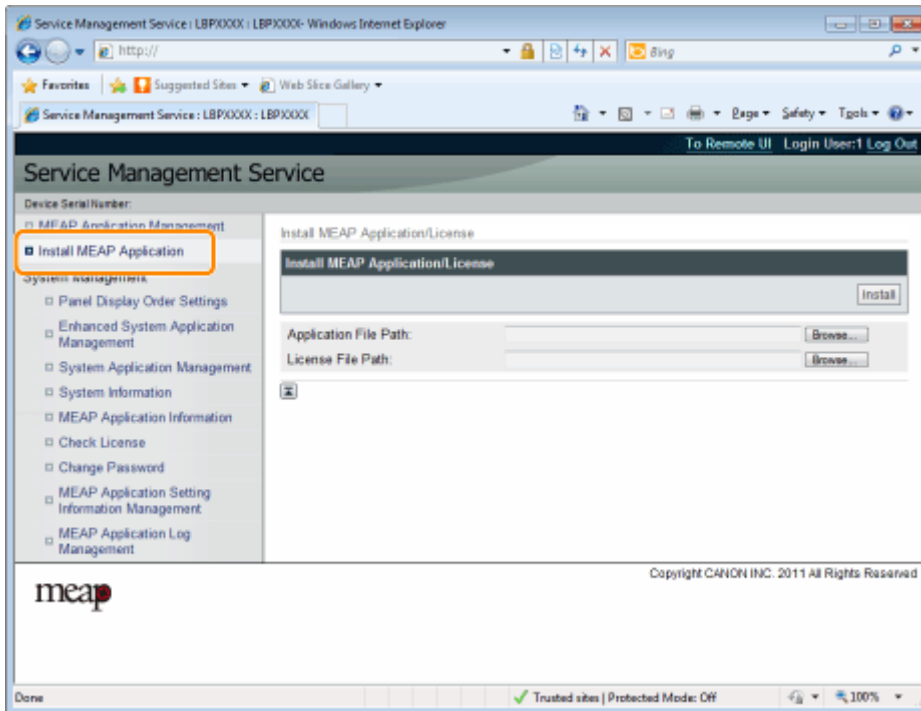 Service Management Service : LBPXXXX : LBPXXXX- Windows Internet Explorer
http://
Bing
Favorites Suggested Sites Web Slice Gallery
Service Management Service : LBPXXXX : LBPXXXX
Page Safety Tools
To Remote UI Login User:1 Log Out
Service Management Service
Device Serial Number:
MEAP Application Management
Install MEAP Application
System Management
Panel Display Order Settings
Enhanced System Application
Management
System Application Management
System Information
MEAP Application Information
Check License
Change Password
MEAP Application Setting
Information Management
MEAP Application Log
Management
Install MEAP Application/License
Install MEAP Application/License
Install
Application File Path: Browse...
License File Path: Browse...
Copyright CANON INC. 2011 All Rights Reserved
meap
Done Trusted sites | Protected Mode: Off 100%